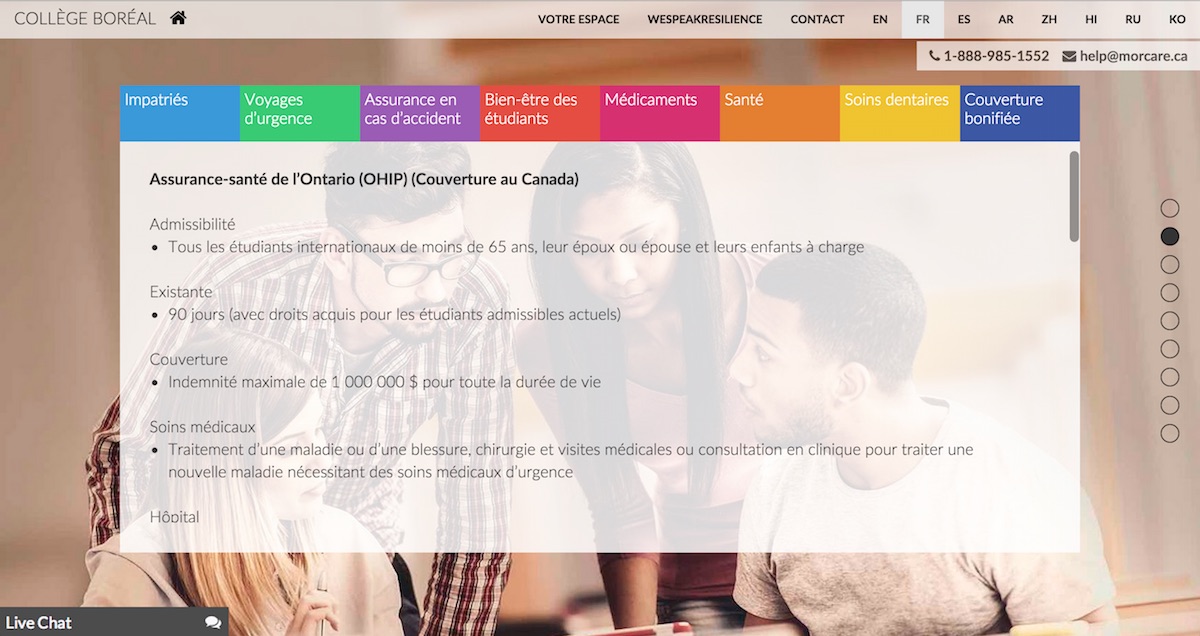 COLLÈGE BORÉAL
VOTRE ESPACE WESPEAKRESILIENCE CONTACT EN FR ES AR ZH HI RU KO
1-888-985-1552 help@morcare.ca
Impatriés
Voyages
d'urgence
Assurance en
cas d'accident
Bien-être des
étudiants
Médicaments
Santé
Soins dentaires
Couverture
bonifiée
Assurance-santé de l'Ontario (OHIP) (Couverture au Canada)
Admissibilité
• Tous les étudiants internationaux de moins de 65 ans, leur époux ou épouse et leurs enfants à charge
Existante
• 90 jours (avec droits acquis pour les étudiants admissibles actuels)
Couverture
• Indemnité maximale de 1 000 000 $ pour toute la durée de vie
Soins médicaux
• Traitement d'une maladie ou d'une blessure, chirurgie et visites médicales ou consultation en clinique pour traiter une
nouvelle maladie nécessitant des soins médicaux d'urgence
Hôpital
Live Chat